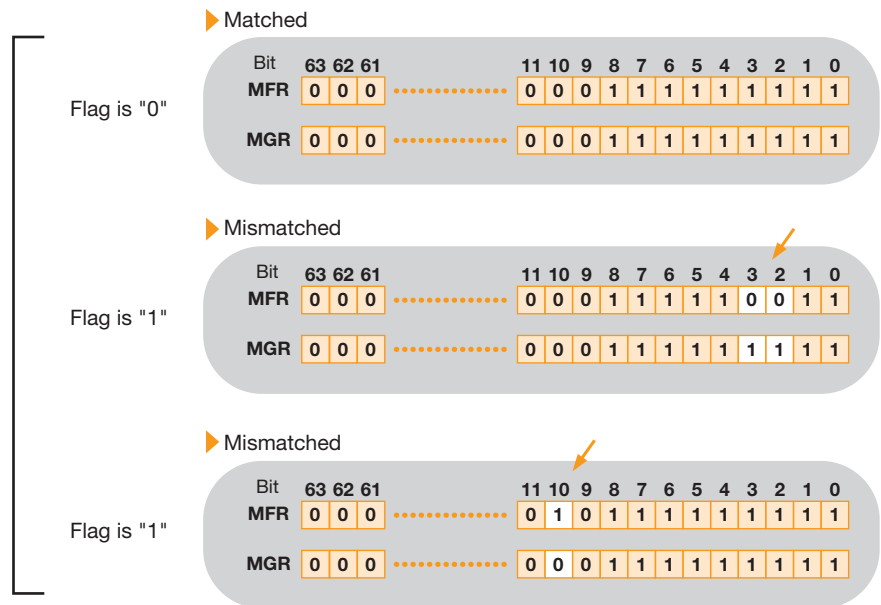 Matched
Bit 63 62 61 11 10 9 8 7 6 5 4 3 2 1 0
MFR 0 0 0 0 0 0 1 1 1 1 1 1 1 1 1
Flag is "0"
MGR 0 0 0 0 0 0 1 1 1 1 1 1 1 1 1
Mismatched
Bit 63 62 61 11 10 9 8 7 6 5 4 3 2 1 0
MFR 0 0 0 0 0 0 1 1 1 1 1 0 0 1 1
Flag is "1"
MGR 0 0 0 0 0 0 1 1 1 1 1 1 1 1 1
Mismatched
Bit 63 62 61 11 10 9 8 7 6 5 4 3 2 1 0
MFR 0 0 0 0 1 0 1 1 1 1 1 1 1 1 1
Flag is "1"
MGR 0 0 0 0 0 0 1 1 1 1 1 1 1 1 1